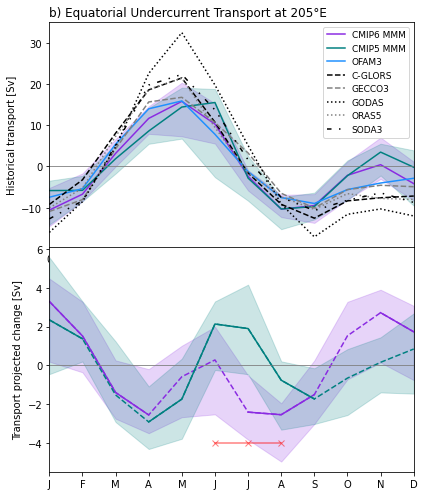 b) Equatorial Undercurrent Transport at 205°E
Historical transport [Sv]
30
20
10
0
−10
CMIP6 MMM
CMIP5 MMM
OFAM3
C-GLORS
GECCO3
GODAS
ORAS5
SODA3
Transport projected change [Sv]
6
4
2
0
−2
−4
J F M A M J J A S O N D